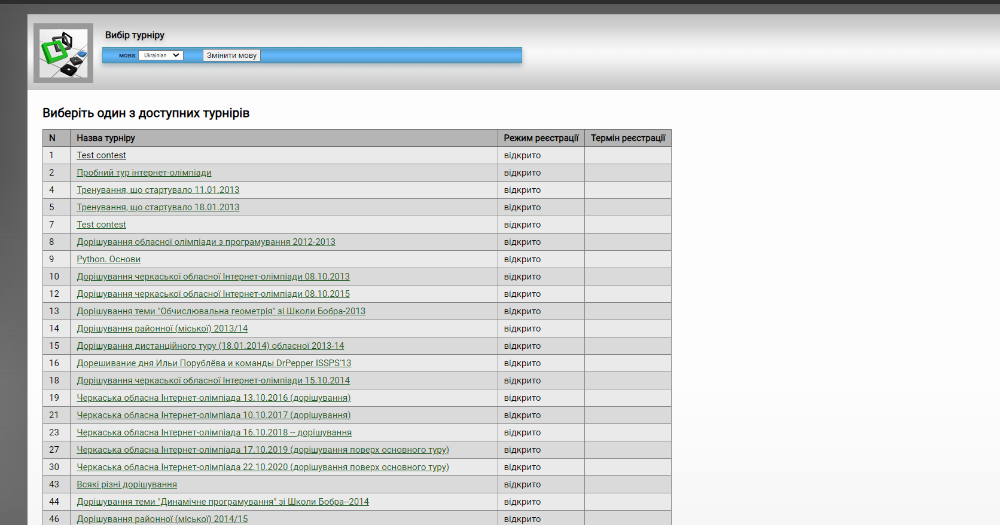 Вибір турніру
мова: Ukrainian Змінити мову
Виберіть один з доступних турнірів
N Назва турніру Режим реєстрації Термін реєстрації
1 Test contest відкрито
2 Пробний тур інтернет-олімпіади відкрито
4 Тренування, що стартувало 11.01.2013 відкрито
5 Тренування, що стартувало 18.01.2013 відкрито
7 Test contest відкрито
8 Дорішування обласної олімпіади з програмування 2012-2013 відкрито
9 Python. Основи відкрито
10 Дорішування черкаської обласної Інтернет-олімпіади 08.10.2013 відкрито
12 Дорішування черкаської обласної Інтернет-олімпіади 08.10.2015 відкрито
13 Дорішування теми "Обчислювальна геометрія" зі Школи Бобра-2013 відкрито
14 Дорішування районної (міської) 2013/14 відкрито
15 Дорішування дистанційного туру (18.01.2014) обласної 2013-14 відкрито
16 Дорешивание дня Ильи Порублёва и команды DrPepper ISSPS'13 відкрито
18 Дорішування черкаської обласної Інтернет-олімпіади 15.10.2014 відкрито
19 Черкаська обласна Інтернет-олімпіада 13.10.2016 (дорішування) відкрито
21 Черкаська обласна Інтернет-олімпіада 10.10.2017 (дорішування) відкрито
23 Черкаська обласна Інтернет-олімпіада 16.10.2018 -- дорішування відкрито
27 Черкаська обласна Інтернет-олімпіада 17.10.2019 (дорішування поверх основного туру) відкрито
30 Черкаська обласна Інтернет-олімпіада 22.10.2020 (дорішування поверх основного туру) відкрито
43 Всякі різні дорішування відкрито
44 Дорішування теми "Динамічне програмування" зі Школи Бобра--2014 відкрито
46 Дорішування районної (міської) 2014/15 відкрито